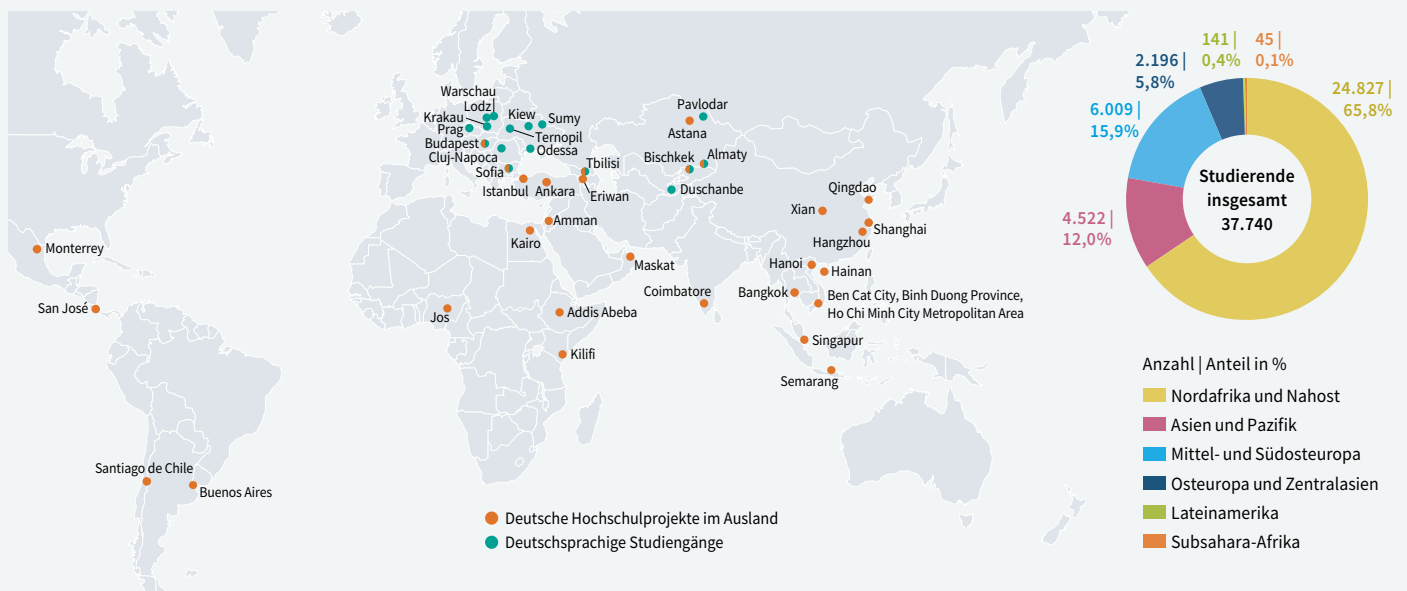 Warschau
Lodz
Krakau
Prag
Budapest
Cluj-Napoca
Sofia
Kiew
Sumy
Ternopil
Odessa
Istanbul
Ankara
Tbilisi
Eriwan
Pavlodar
Astana
Bischkek
Almaty
Duschanbe
Amman
Kairo
Maskat
Qingdao
Xian
Shanghai
Hangzhou
Hanoi
Hainan
Coimbatore
Bangkok
Ben Cat City, Binh Duong Province,
Ho Chi Minh City Metropolitan Area
Singapur
Semarang
Monterrey
San José
Jos
Addis Abeba
Kilifi
Santiago de Chile
Buenos Aires
Deutsche Hochschulprojekte im Ausland
Deutschsprachige Studiengänge
141 |
0,4%
45 |
0,1%
2.196 |
5,8%
24.827 |
65,8%
6.009 |
15,9%
4.522 |
12,0%
Studierende
insgesamt
37.740
Anzahl | Anteil in %
Nordafrika und Nahost
Asien und Pazifik
Mittel- und Südosteuropa
Osteuropa und Zentralasien
Lateinamerika
Subsahara-Afrika